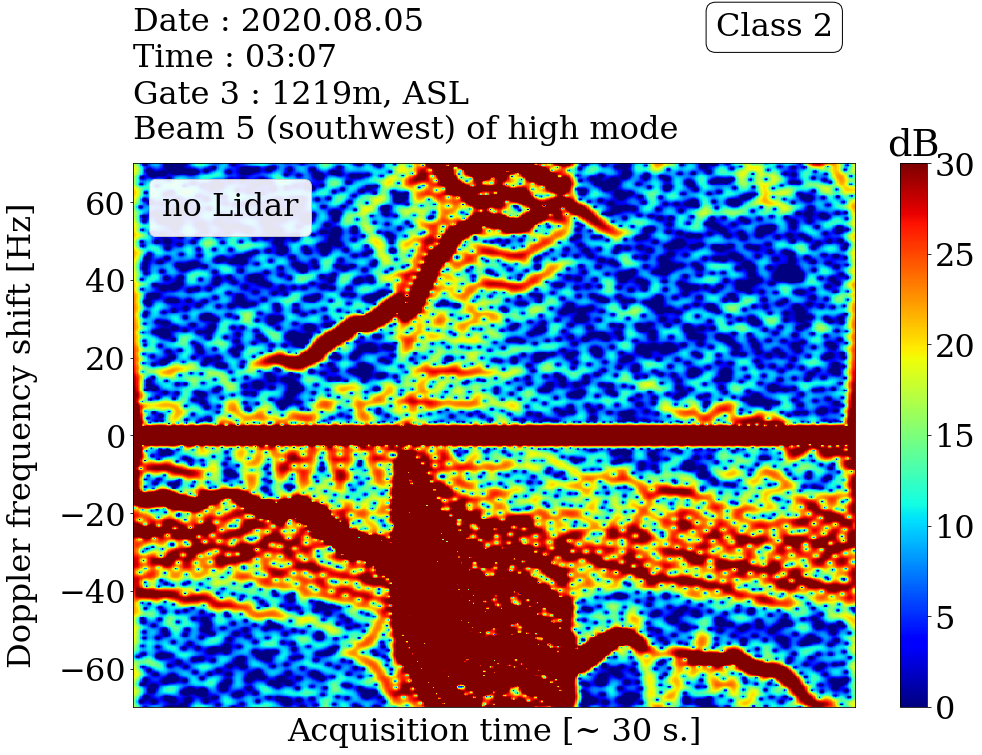 Date : 2020.08.05
Class 2
Time : 03:07
Gate 3 : 1219m, ASL
Beam 5 (southwest) of high mode
dB
no Lidar
60
40
20
0
−20
−40
−60
Doppler frequency shift [Hz]
Acquisition time [~ 30 s.]
30
25
20
15
10
5
0